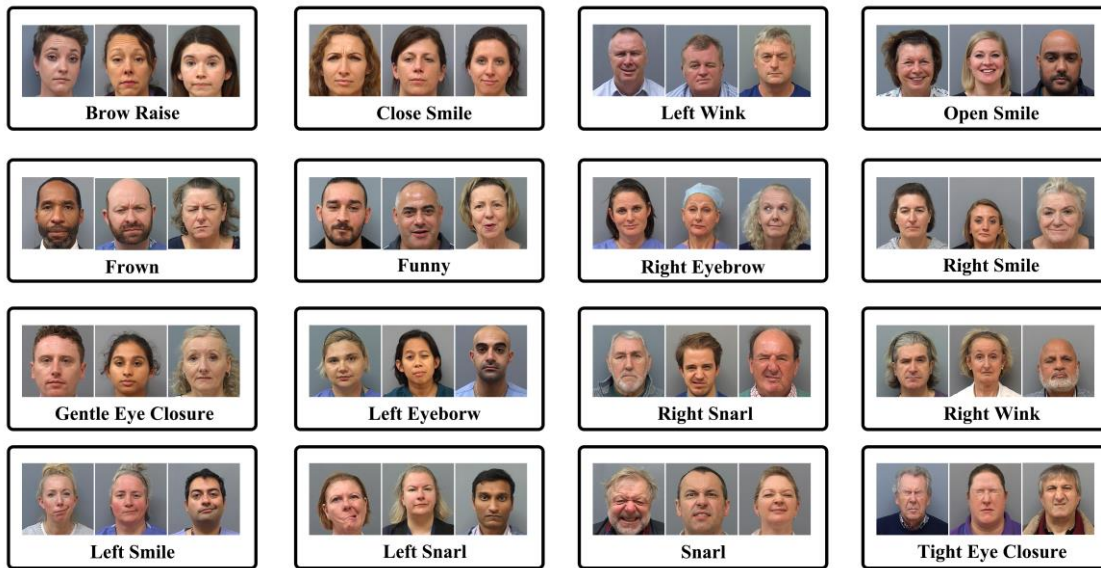 Brow Raise
Close Smile
Left Wink
Open Smile
Frown
Funny
Right Eyebrow
Right Smile
Gentle Eye Closure
Left Eyeborw
Right Snarl
Right Wink
Left Smile
Left Snarl
Snarl
Tight Eye Closure